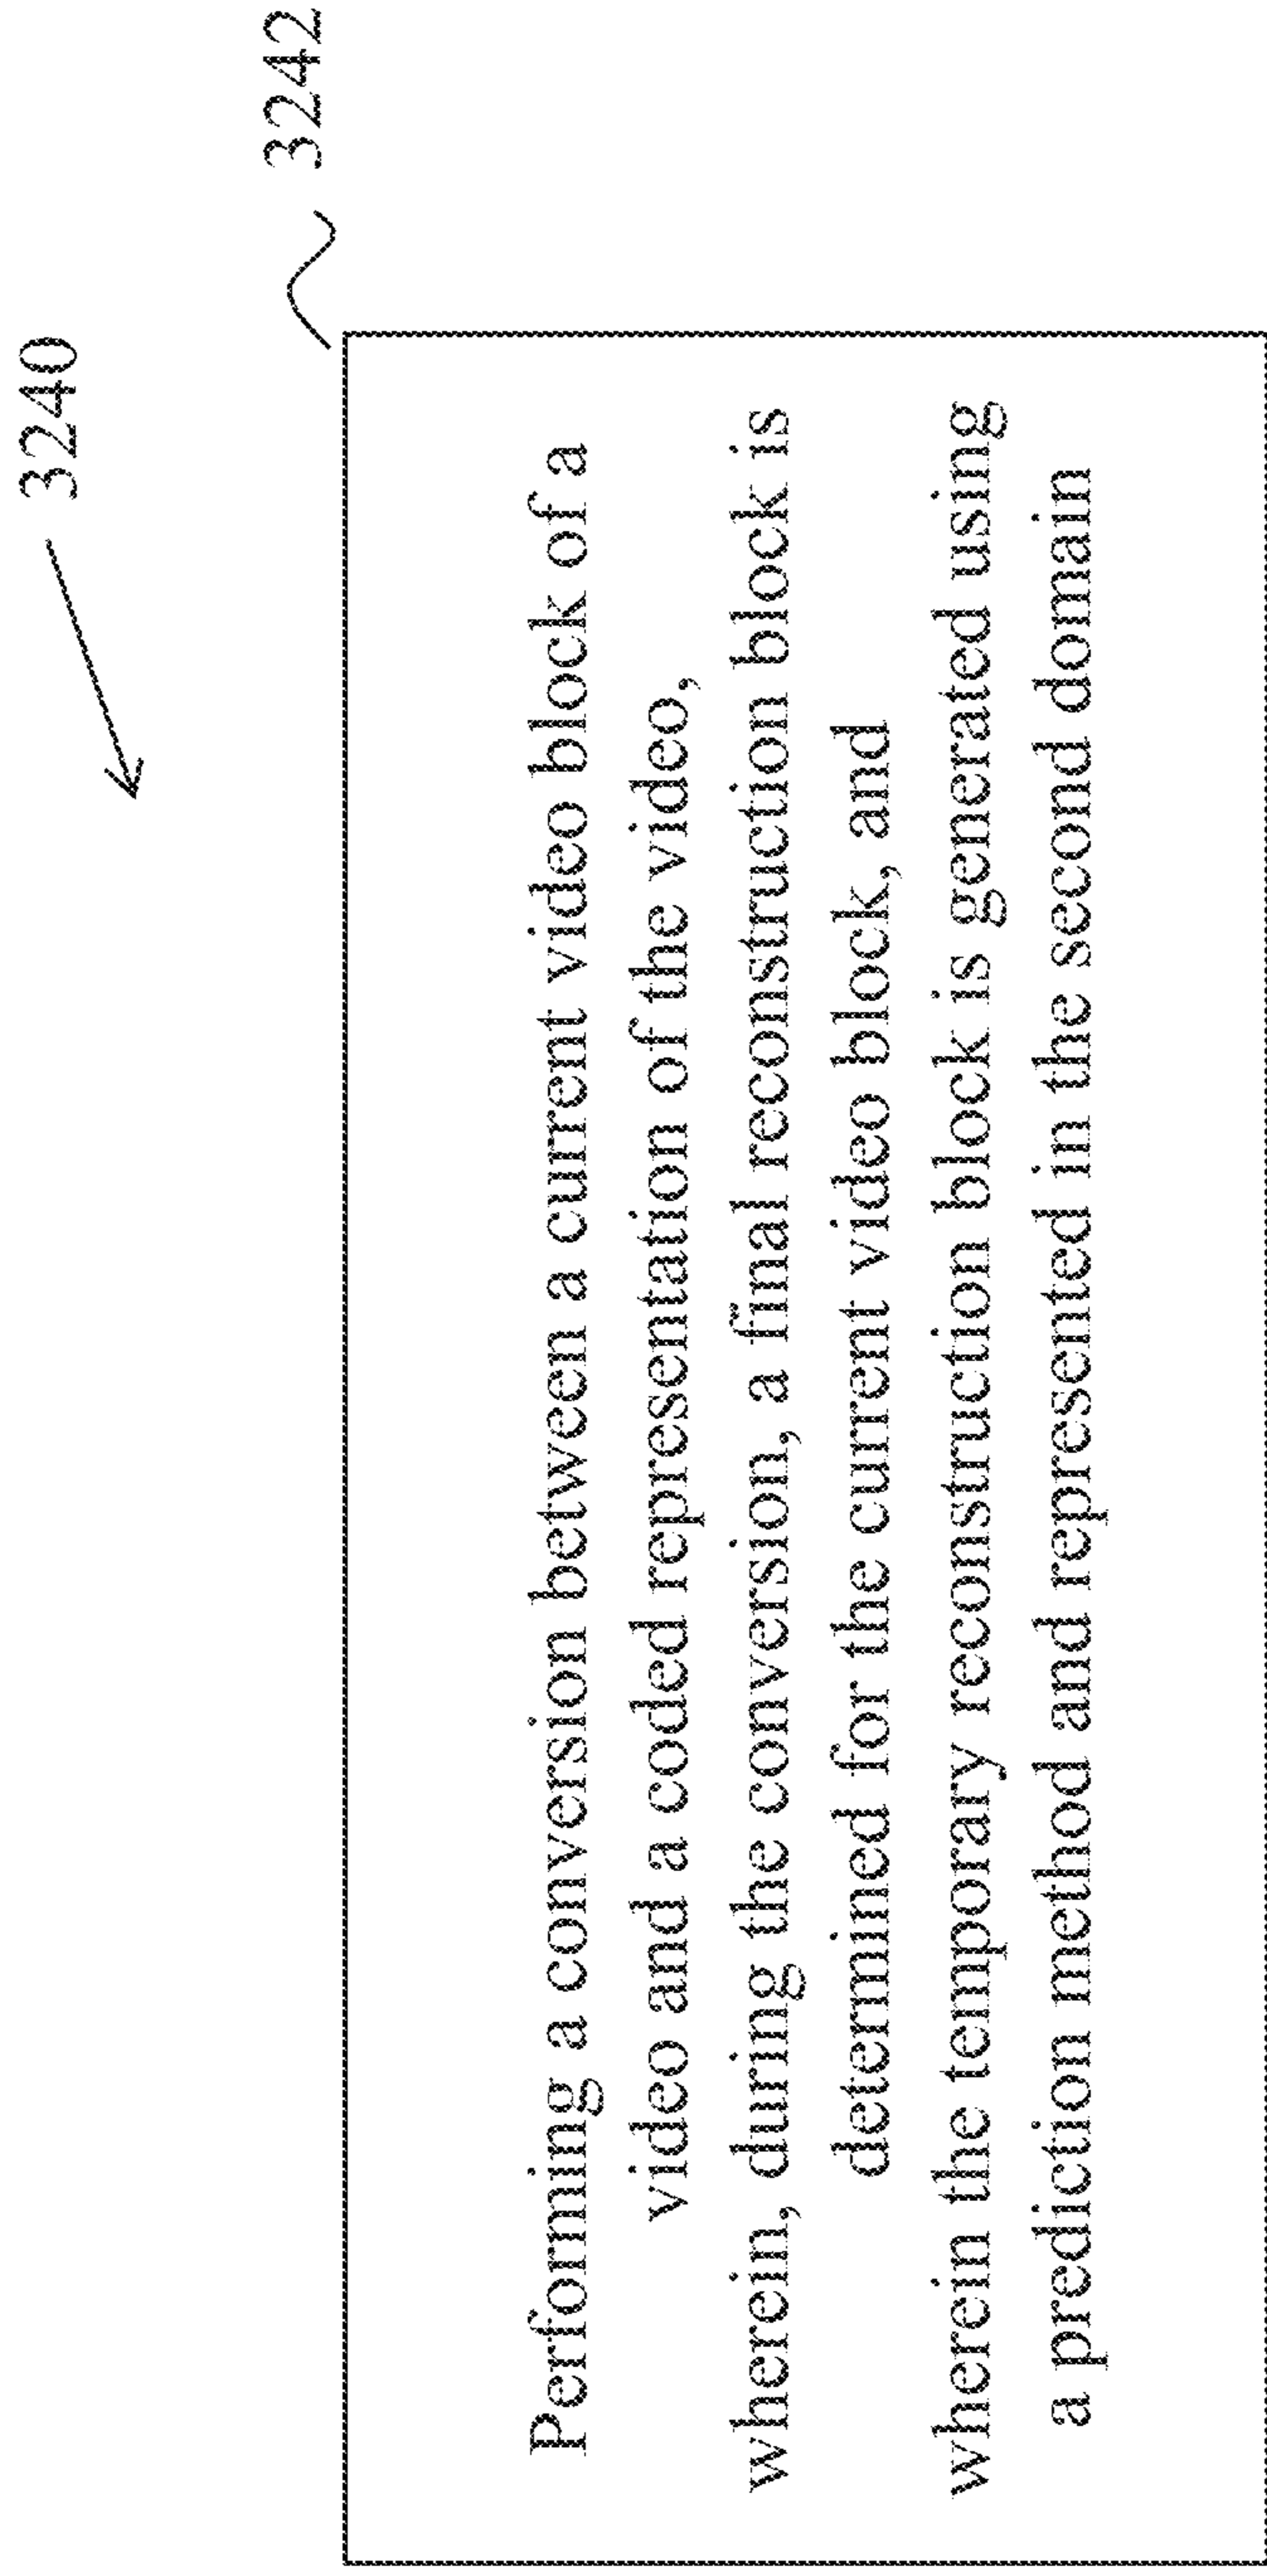 3240
3242
Performing a conversion between a current video block of a
video and a coded representation of the video,
wherein, during the conversion, a final reconstruction block is
determined for the current video block, and
wherein the temporary reconstruction block is generated using
a prediction method and represented in the second domain